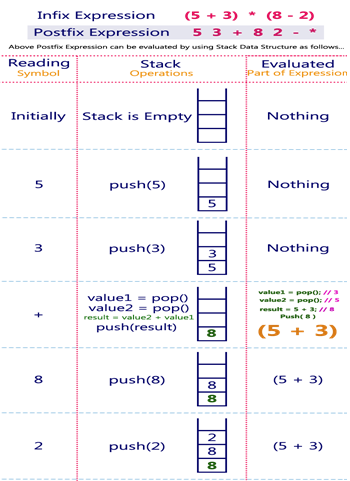 Infix Expression (5 + 3) * (8 - 2)
Postfix Expression 5 3 + 8 2 - *
Above Postfix Expression can be evaluated by using Stack Data Structure as follows...
Reading Stack Evaluated
Symbol Operations Part of Expression
Initially Stack is Empty Nothing
5 push(5) Nothing
5
3 push(3) Nothing
3
5
value1 = pop(); // 3
value1 = pop() value2 = pop(); // 5
value2 = pop()
result = value2 + value1 result = 5 + 3; // 8
+ push(result) Push( 8 )
8 (5 + 3)
8 push(8) (5 + 3)
8
8
2 push(2) (5 + 3)
2
8
8